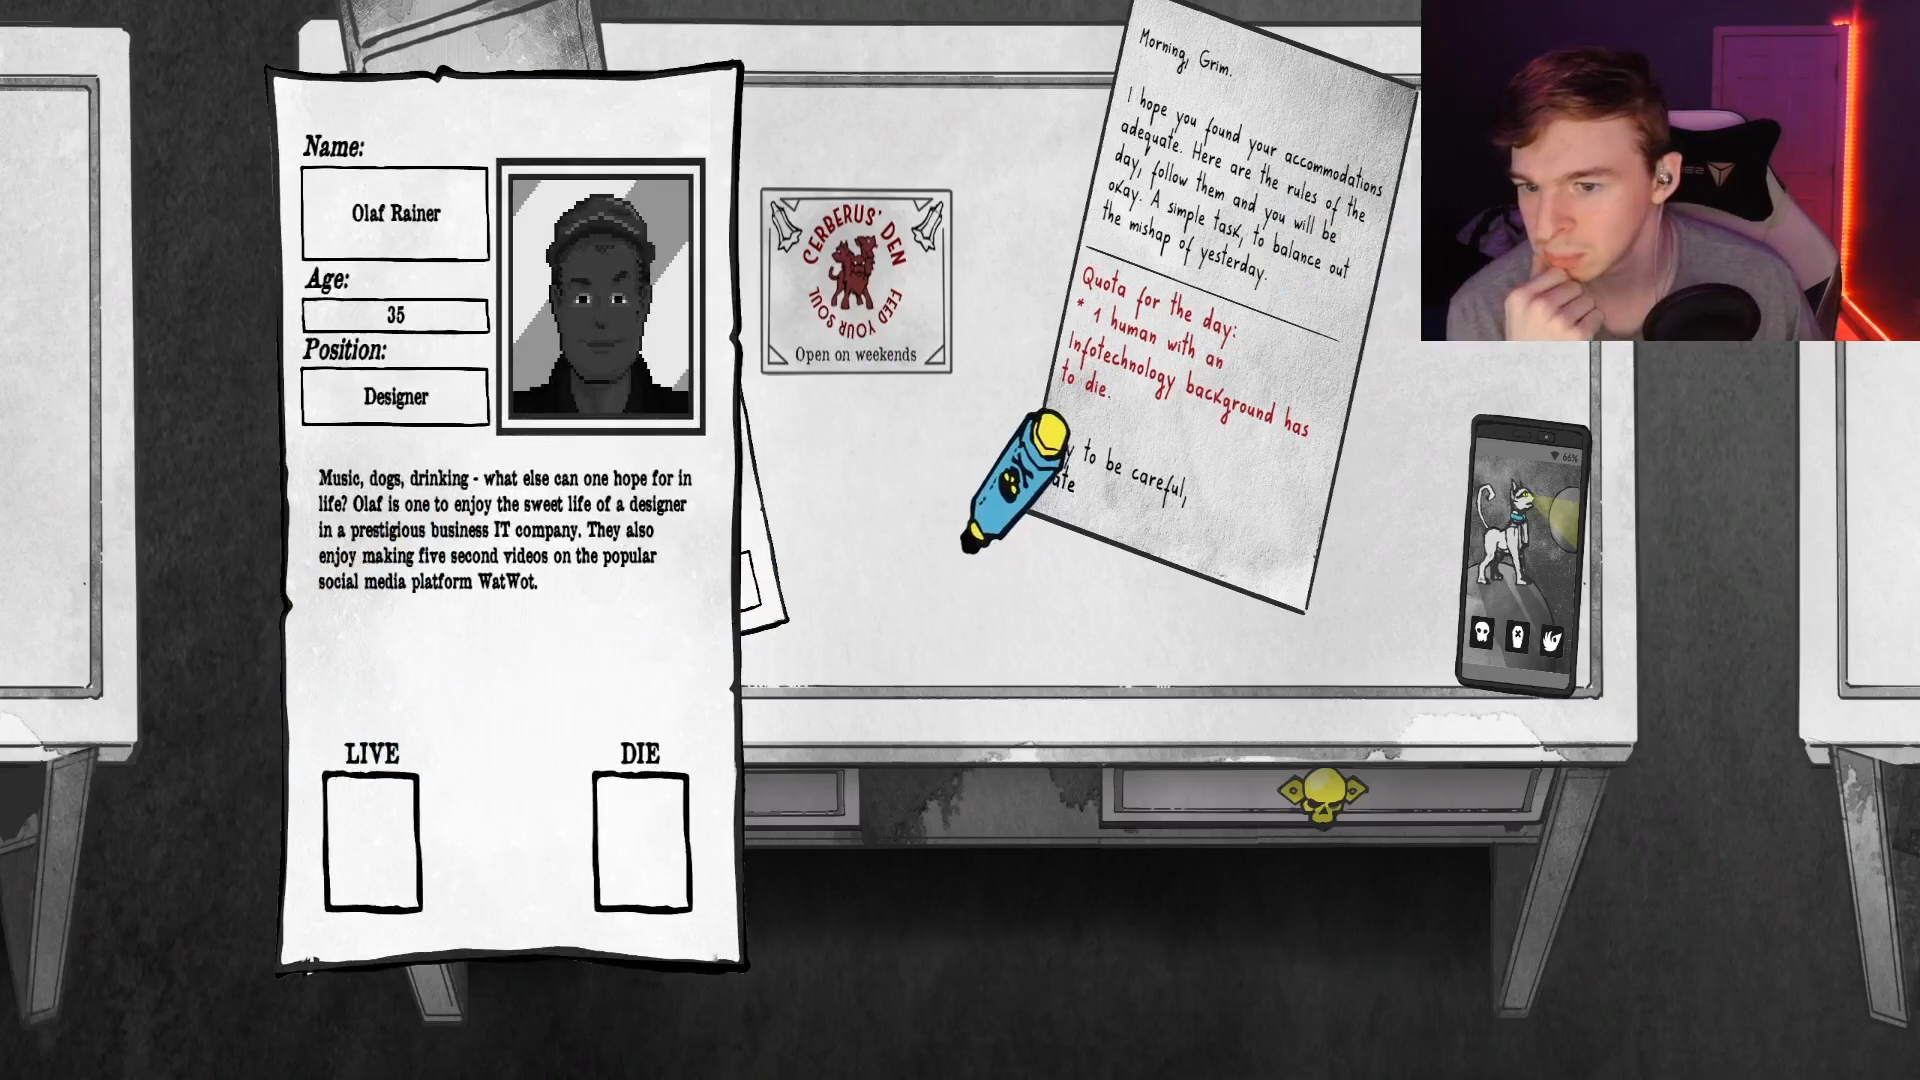 Name:
Olaf Rainer
Age:
35
Position:
Designer
Music, dogs, drinking - what else can one hope for in
life? Olaf is one to enjoy the sweet life of a designer
in a prestigious business IT company. They also
enjoy making five second videos on the popular
social media platform WatWot.
LIVE
DIE
CERBERUS' DEN
FEED YOUR SOUL
Open on weekends
Morning, Grim.
I hope you found your accommodations
adequate. Here are the rules of the
day, follow them and you will be
okay. A simple task, to balance out
the mishap of yesterday.
Quota for the day:
* 1 human with an
Infotechnology background has
to die.
to be careful,
66%